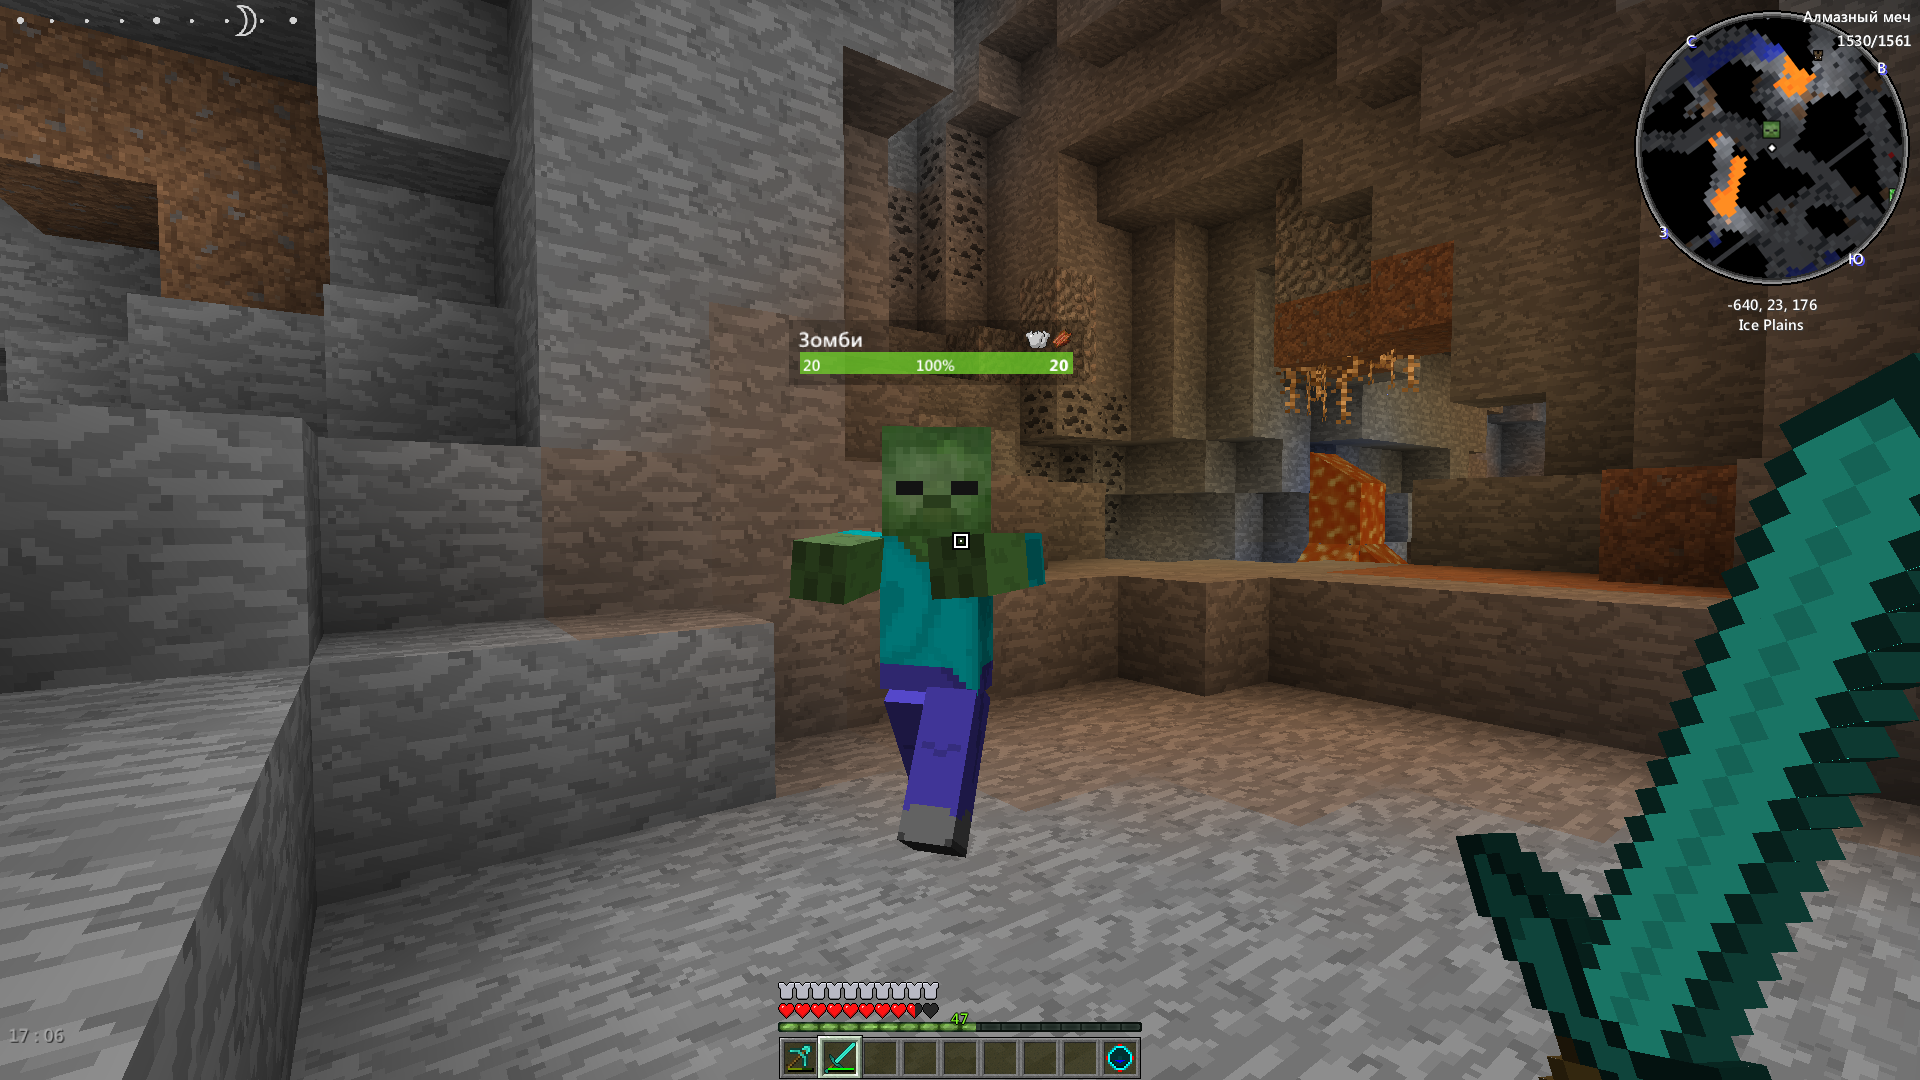 Алмазный меч
1530/1561
С
В
З
Ю
-640, 23, 176
Ice Plains
Зомби
20 100% 20
47
17:06